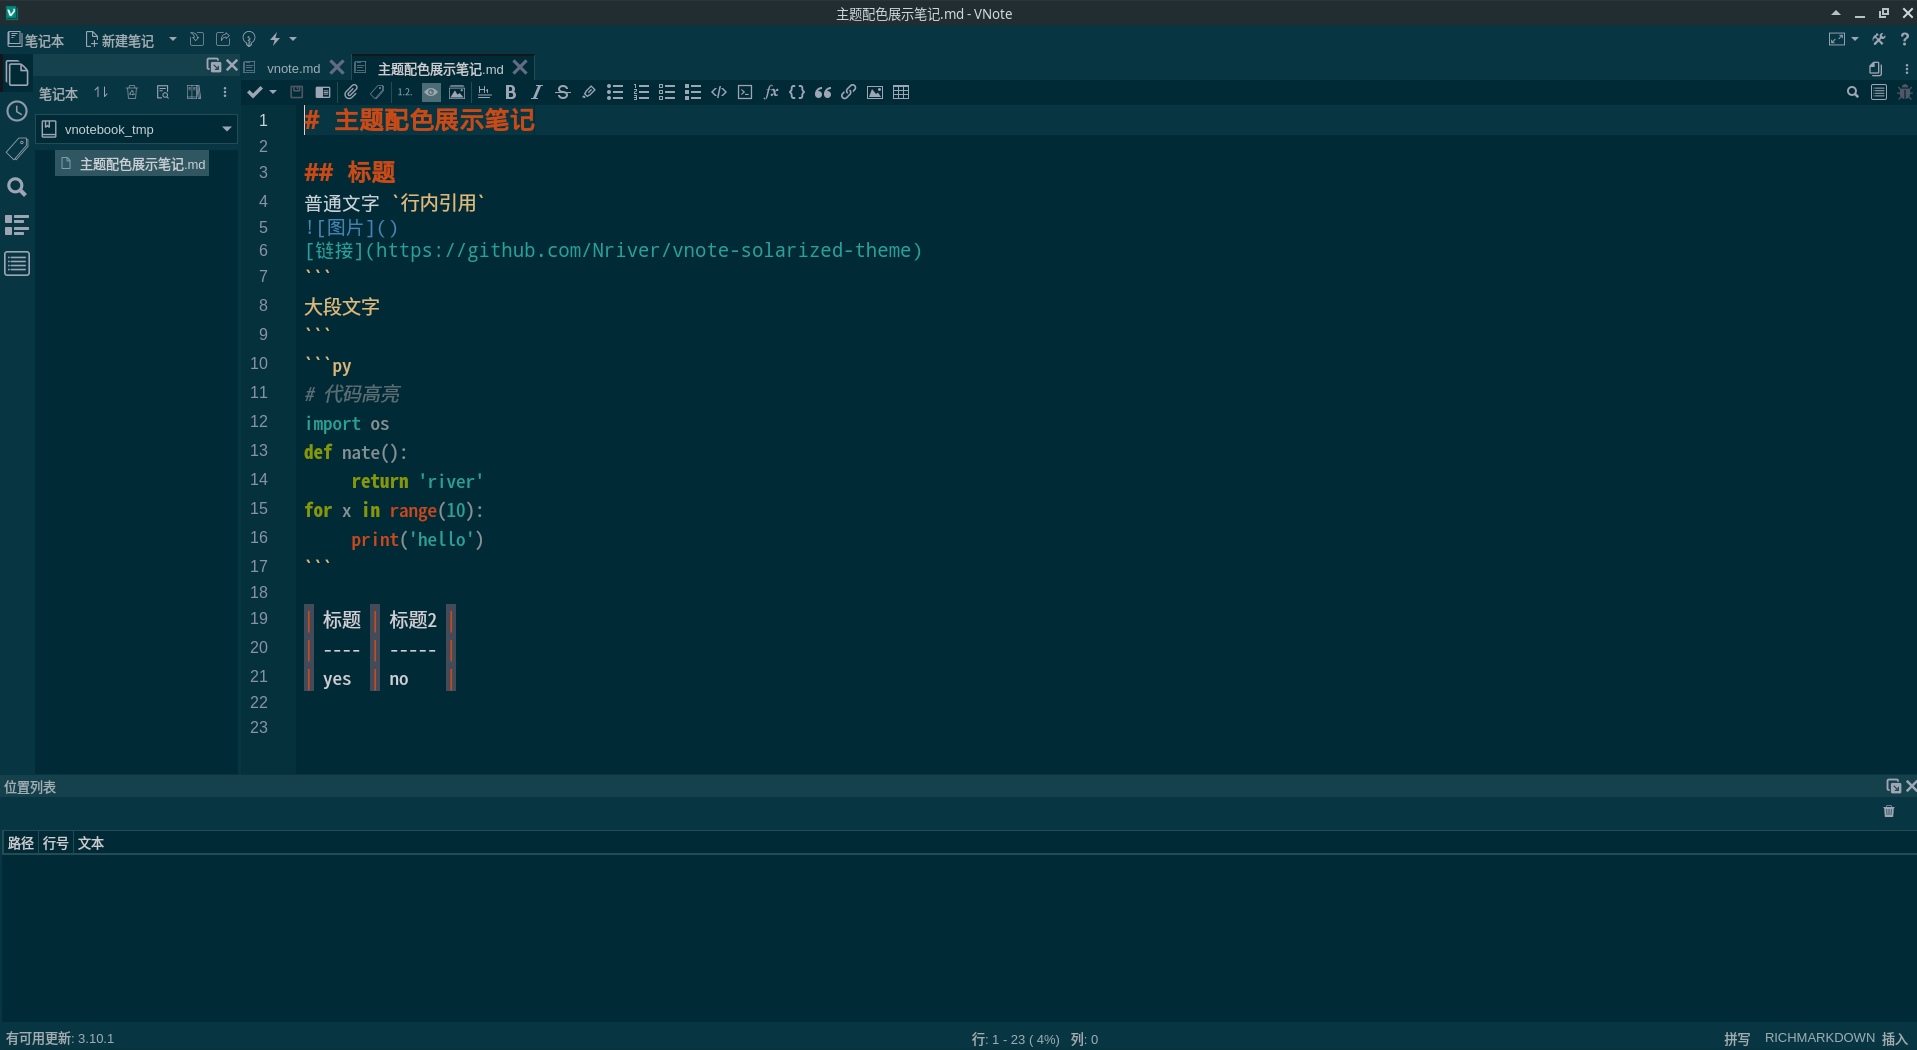 主题配色展示笔记.md - VNote
笔记本 新建笔记
vnote.md 主题配色展示笔记.md
笔记本
vnotebook_tmp
主题配色展示笔记.md
1 # 主题配色展示笔记
2
3 ## 标题
4 普通文字 `行内引用`
5 ![图片]()
6 [链接](https://github.com/Nriver/vnote-solarized-theme)
7 ```
8 大段文字
9 ```
10 ```py
11 # 代码高亮
12 import os
13 def nate():
14     return 'river'
15 for x in range(10):
16     print('hello')
17 ```
18
19 | 标题 | 标题2 |
20 | ---- | ----- |
21 | yes | no |
22
23
位置列表
路径 行号 文本
有可用更新: 3.10.1 行: 1 - 23 ( 4%) 列: 0 拼写 RICHMARKDOWN 插入